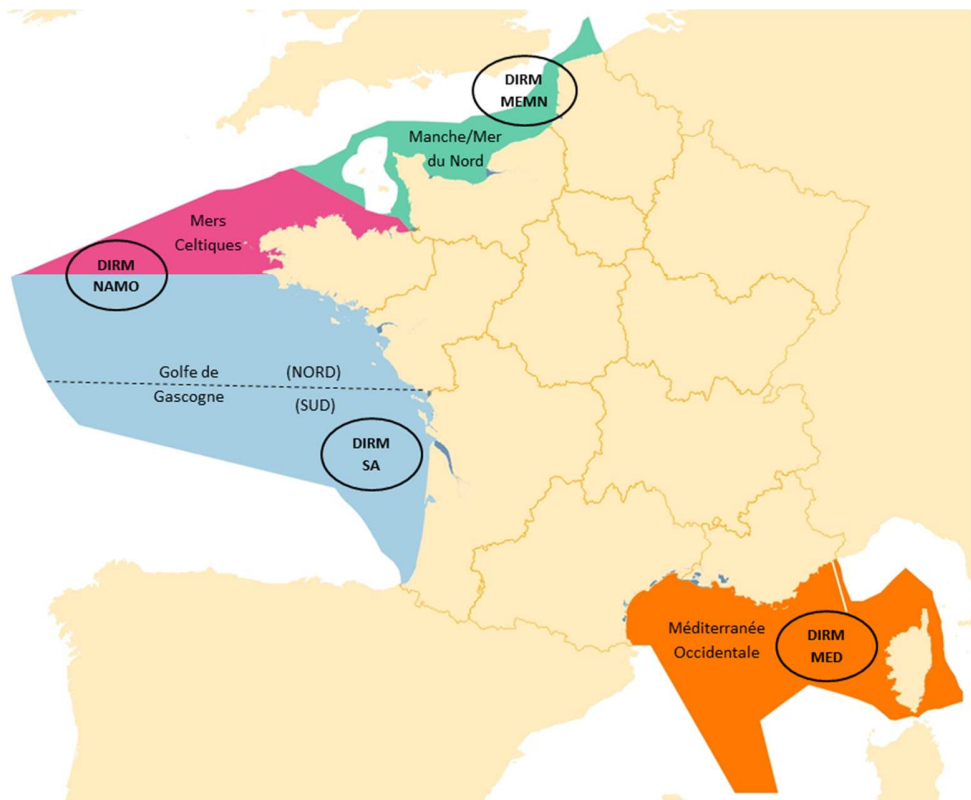 DIRM
MEMN
Manche/Mer
du Nord
Mers
Celtiques
DIRM
NAMO
Golfe de
Gascogne
(NORD)
(SUD)
DIRM
SA
Méditerranée
Occidentale
DIRM
MED